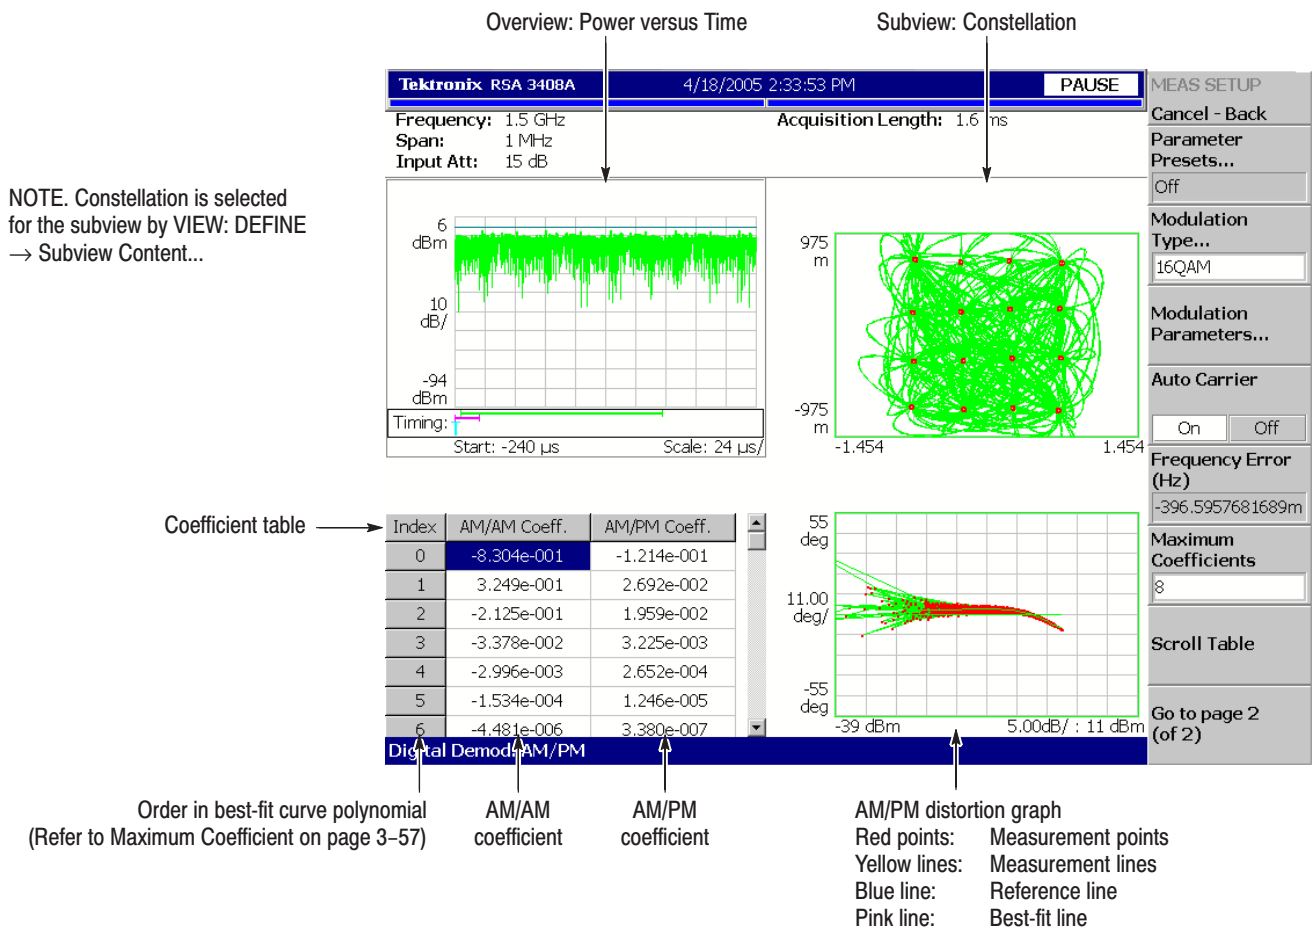 Overview: Power versus Time
Subview: Constellation
Tektronix RSA 3408A
4/18/2005 2:33:53 PM
PAUSE
Frequency: 1.5 GHz
Acquisition Length: 1.6 ms
Span: 1 MHz
Input Att: 15 dB
NOTE. Constellation is selected
for the subview by VIEW: DEFINE
→ Subview Content...
6
dBm
10
dB/
-94
dBm
Timing:
Start: -240 µs
Scale: 24 µs/
975
m
-975
m
-1.454
1.454
Coefficient table
Index AM/AM Coeff. AM/PM Coeff.
0 -8.304e-001 -1.214e-001
1 3.249e-001 2.692e-002
2 -2.125e-001 1.959e-002
3 -3.378e-002 3.225e-003
4 -2.996e-003 2.652e-004
5 -1.534e-004 1.246e-005
6 -4.481e-006 3.380e-007
55
deg
11.00
deg/
-55
deg
-39 dBm
5.00dB/ : 11 dBm
Digital Demod: AM/PM
MEAS SETUP
Cancel - Back
Parameter
Presets...
Off
Modulation
Type...
16QAM
Modulation
Parameters...
Auto Carrier
On Off
Frequency Error
(Hz)
-396.5957681689m
Maximum
Coefficients
8
Scroll Table
Go to page 2
(of 2)
Order in best-fit curve polynomial
(Refer to Maximum Coefficient on page 3–57)
AM/AM
coefficient
AM/PM
coefficient
AM/PM distortion graph
Red points: Measurement points
Yellow lines: Measurement lines
Blue line: Reference line
Pink line: Best-fit line